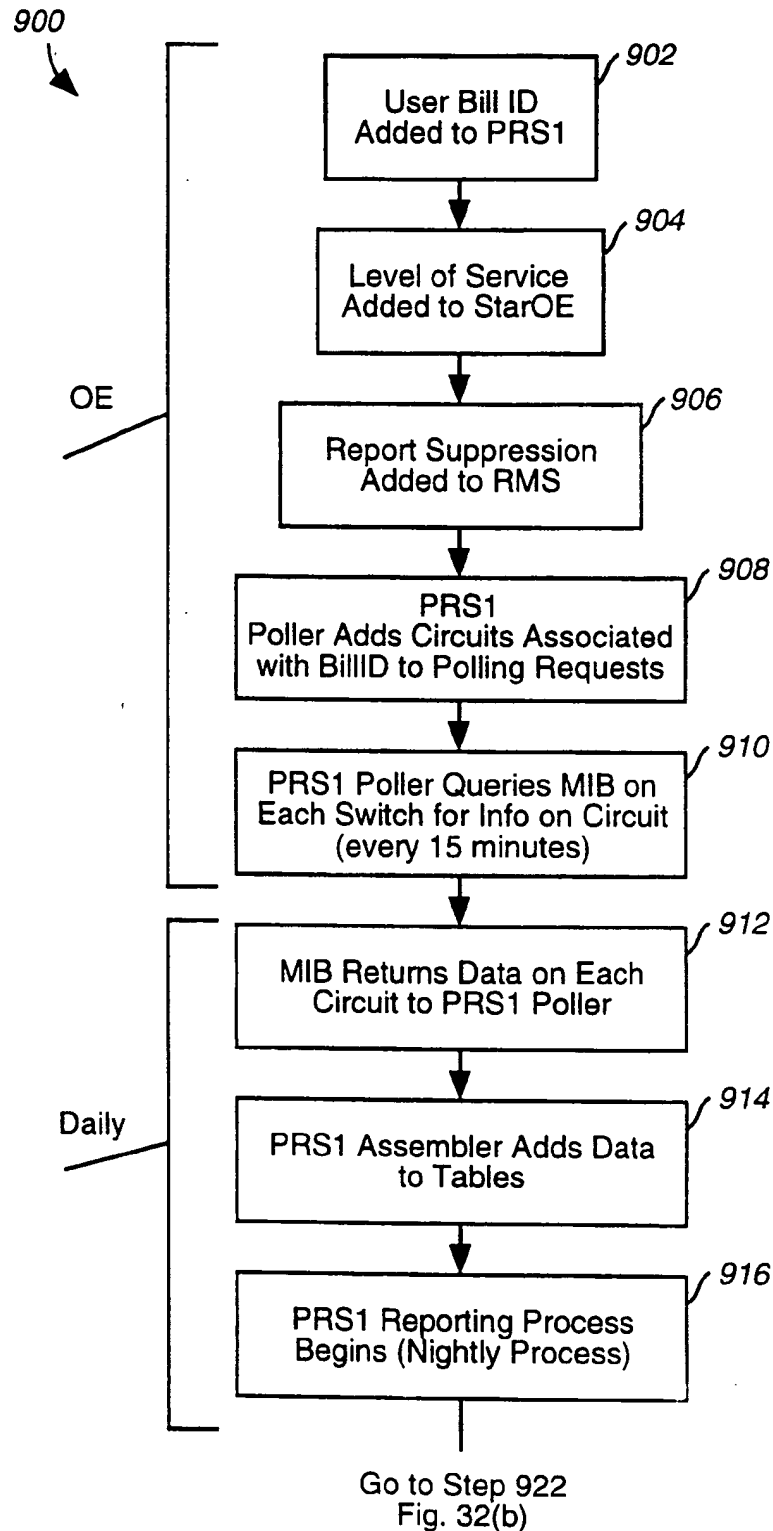 900
902
User Bill ID
Added to PRS1
904
Level of Service
Added to StarOE
OE
906
Report Suppression
Added to RMS
908
PRS1
Poller Adds Circuits Associated
with BillID to Polling Requests
910
PRS1 Poller Queries MIB on
Each Switch for Info on Circuit
(every 15 minutes)
912
MIB Returns Data on Each
Circuit to PRS1 Poller
Daily
914
PRS1 Assembler Adds Data
to Tables
916
PRS1 Reporting Process
Begins (Nightly Process)
Go to Step 922
Fig. 32(b)